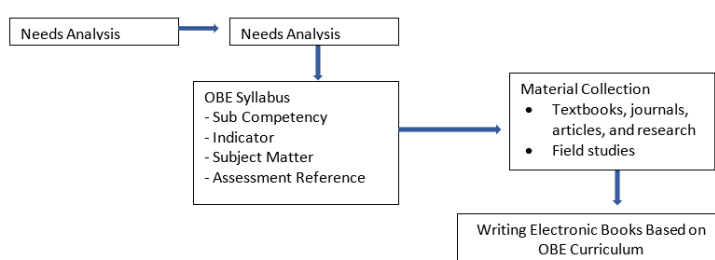 Needs Analysis
Needs Analysis
OBE Syllabus
- Sub Competency
- Indicator
- Subject Matter
- Assessment Reference
Material Collection
• Textbooks, journals,
articles, and research
• Field studies
Writing Electronic Books Based on
OBE Curriculum